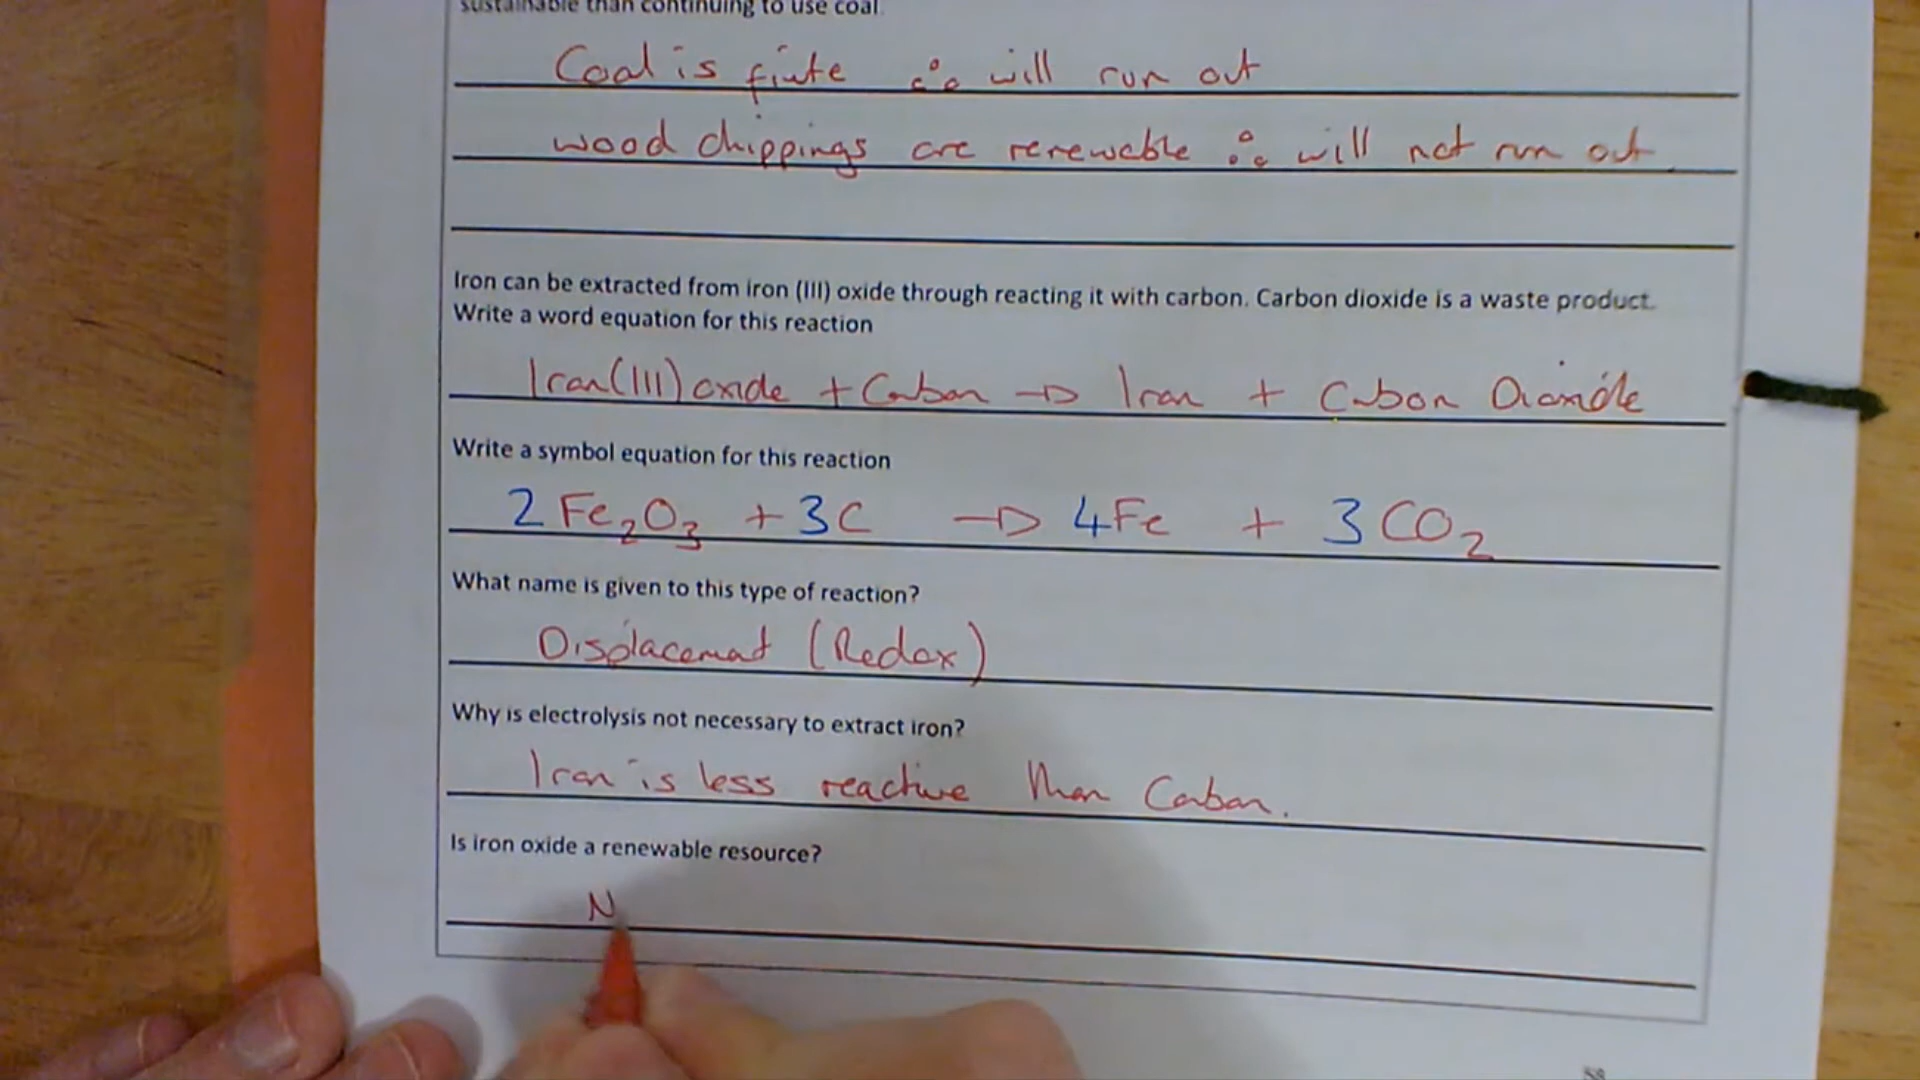 sustainable than continuing to use coal
Coal is finte ∴ will run out
wood chippings are renewable ∴ will not run out
Iron can be extracted from iron (III) oxide through reacting it with carbon. Carbon dioxide is a waste product.
Write a word equation for this reaction
Iron(III) oxide + Carbon → Iron + Carbon Dioxide
Write a symbol equation for this reaction
2 Fe₂O₃ + 3C → 4Fe + 3CO₂
What name is given to this type of reaction?
Displacement (Redox)
Why is electrolysis not necessary to extract iron?
Iron is less reactive than Carbon.
Is iron oxide a renewable resource?
N